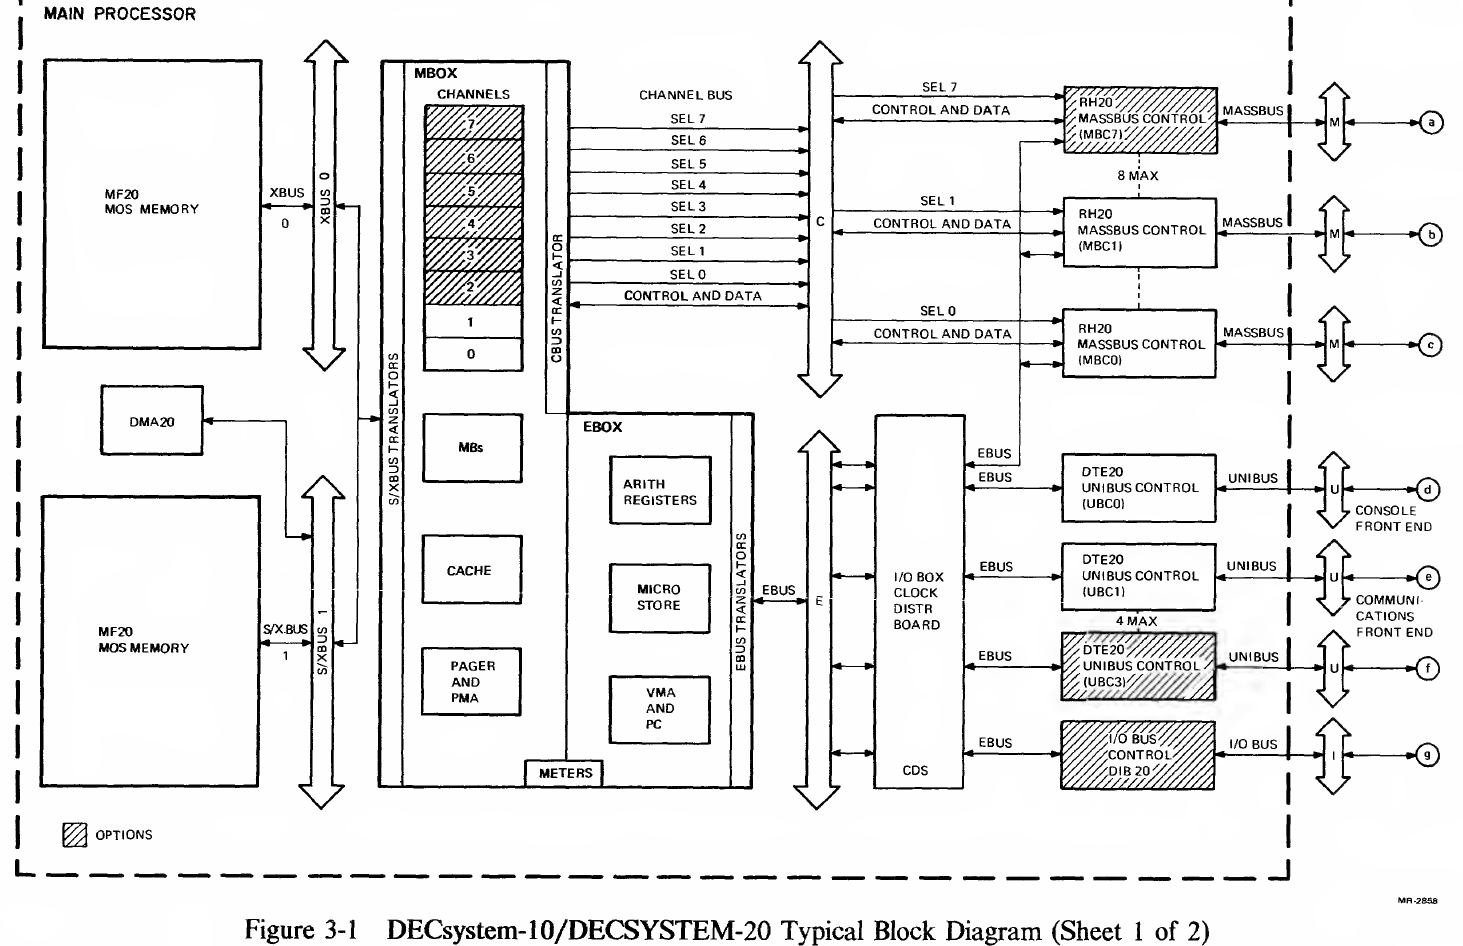 MAIN PROCESSOR
MF20
MOS MEMORY
XBUS
0
XBUS 0
DMA20
MF20
MOS MEMORY
S/X.BUS
1
S/XBUS 1
S/XBUS TRANSLATORS
MBOX
CHANNELS
7
6
5
4
3
2
1
0
MBs
CACHE
PAGER
AND
PMA
METERS
CBUS TRANSLATOR
EBOX
ARITH
REGISTERS
MICRO
STORE
VMA
AND
PC
EBUS TRANSLATORS
CHANNEL BUS
SEL 7
SEL 6
SEL 5
SEL 4
SEL 3
SEL 2
SEL 1
SEL 0
CONTROL AND DATA
C
EBUS
E
I/O BOX
CLOCK
DISTR
BOARD
CDS
SEL 7
CONTROL AND DATA
RH20
MASSBUS CONTROL
(MBC7)
MASSBUS
M
a
8 MAX
SEL 1
CONTROL AND DATA
RH20
MASSBUS CONTROL
(MBC1)
MASSBUS
M
b
SEL 0
CONTROL AND DATA
RH20
MASSBUS CONTROL
(MBC0)
MASSBUS
M
c
EBUS
EBUS
DTE20
UNIBUS CONTROL
(UBC0)
UNIBUS
U
d
CONSOLE
FRONT END
EBUS
DTE20
UNIBUS CONTROL
(UBC1)
UNIBUS
U
e
COMMUNI-
CATIONS
FRONT END
4 MAX
EBUS
DTE20
UNIBUS CONTROL
(UBC3)
UNIBUS
U
f
EBUS
I/O BUS
CONTROL
DIB 20
I/O BUS
I
g
OPTIONS
MR-2858
Figure 3-1 DECsystem-10/DECSYSTEM-20 Typical Block Diagram (Sheet 1 of 2)